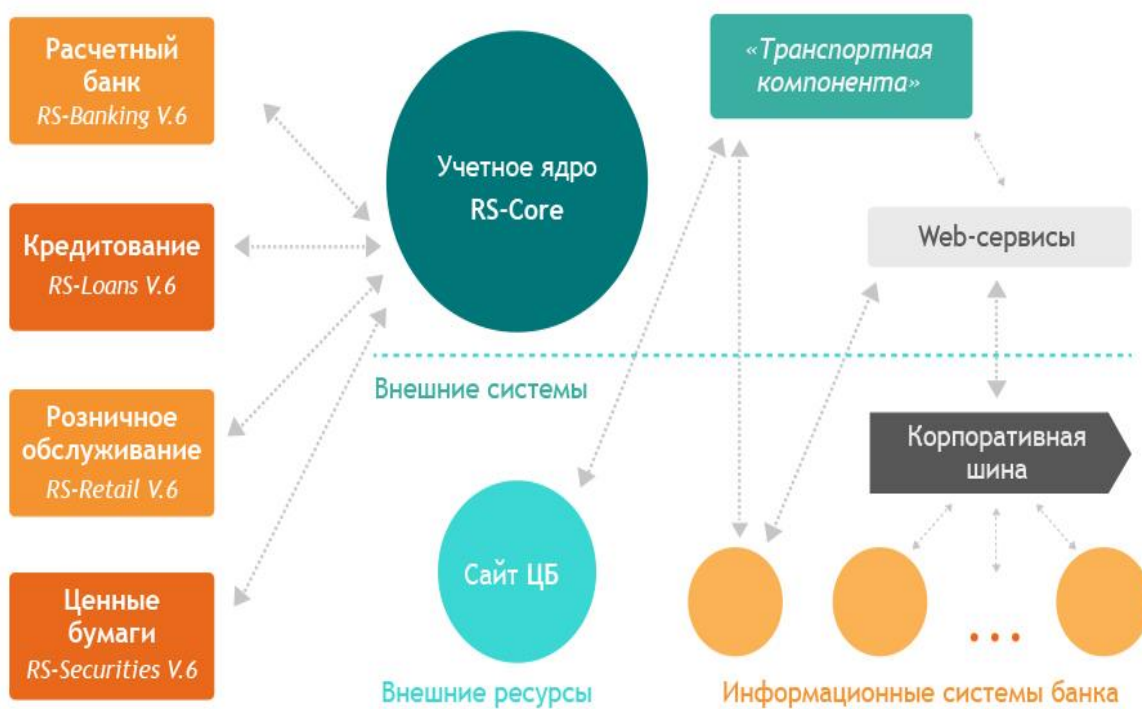 Расчетный
банк
RS-Banking V.6
Кредитование
RS-Loans V.6
Розничное
обслуживание
RS-Retail V.6
Ценные
бумаги
RS-Securities V.6
Учетное ядро
RS-Core
«Транспортная
компонента»
Web-сервисы
Внешние системы
Корпоративная
шина
Сайт ЦБ
...
Внешние ресурсы
Информационные системы банка